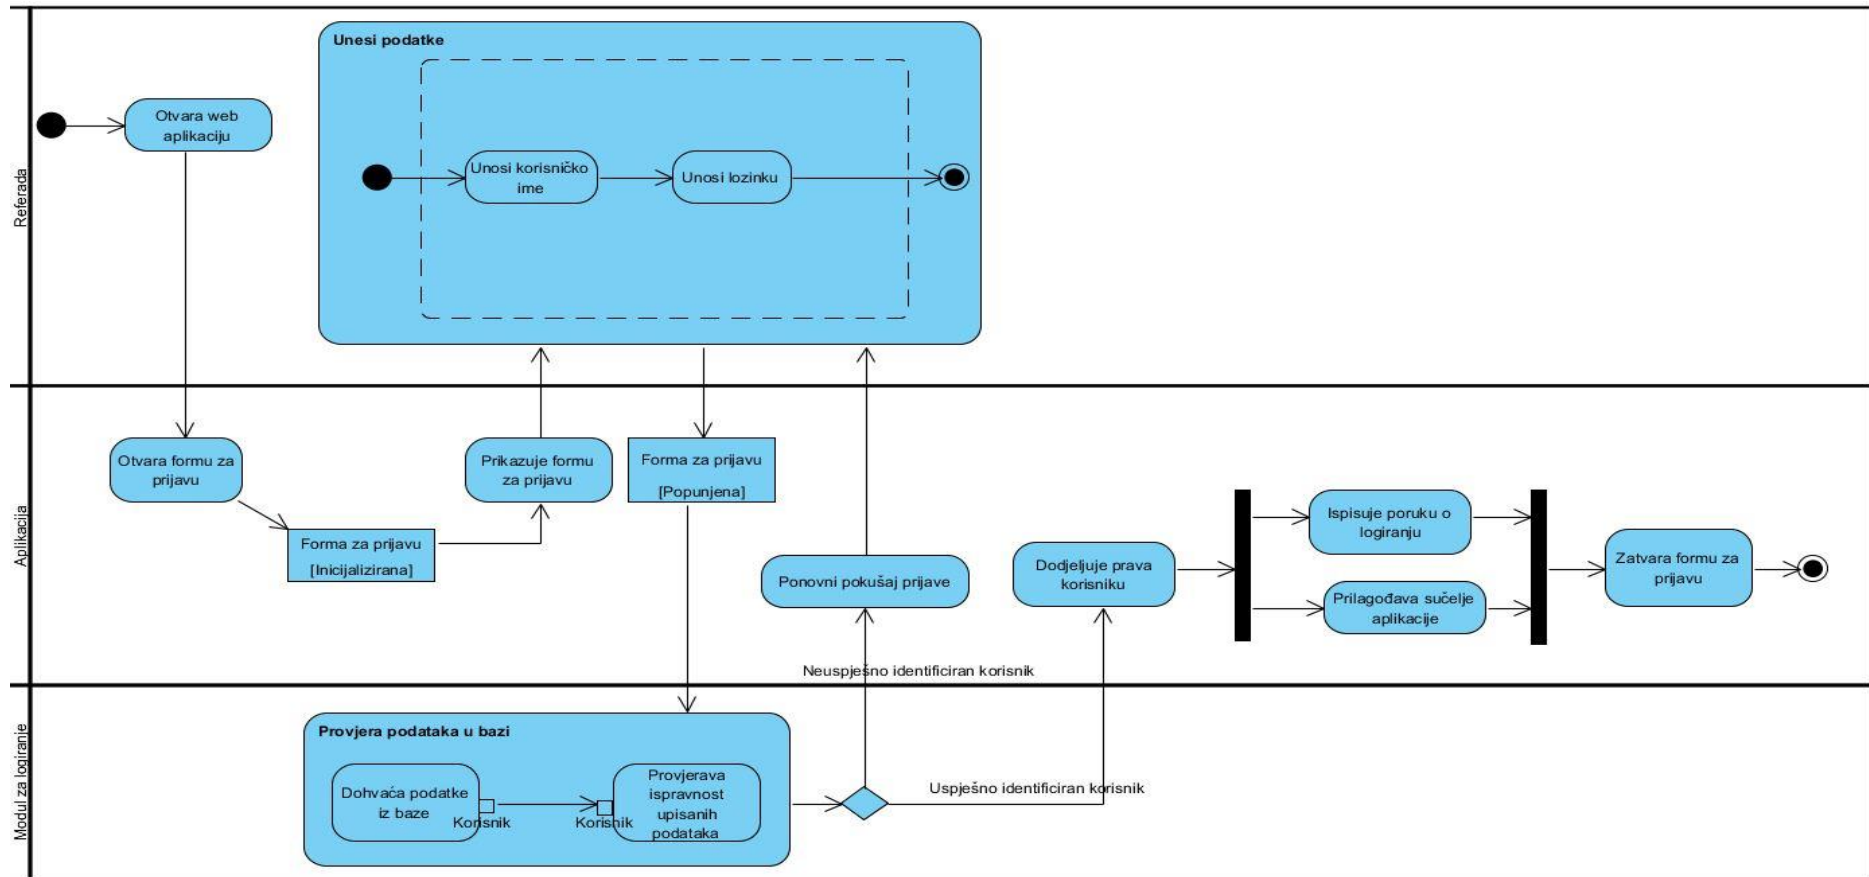 Referada
Unesi podatke
Otvara web
aplikaciju
Unosi korisničko
ime
Unosi lozinku
Aplikacija
Otvara formu za
prijavu
Forma za prijavu
[Inicijalizirana]
Prikazuje formu
za prijavu
Forma za prijavu
[Popunjena]
Ponovni pokušaj prijave
Dodjeljuje prava
korisniku
Ispisuje poruku o
logiranju
Prilagođava sučelje
aplikacije
Zatvara formu za
prijavu
Neuspješno identificiran korisnik
Modul za logiranje
Provjera podataka u bazi
Dohvaća podatke
iz baze
Korisnik
Korisnik
Provjerava
ispravnost
upisanih
podataka
Uspješno identificiran korisnik